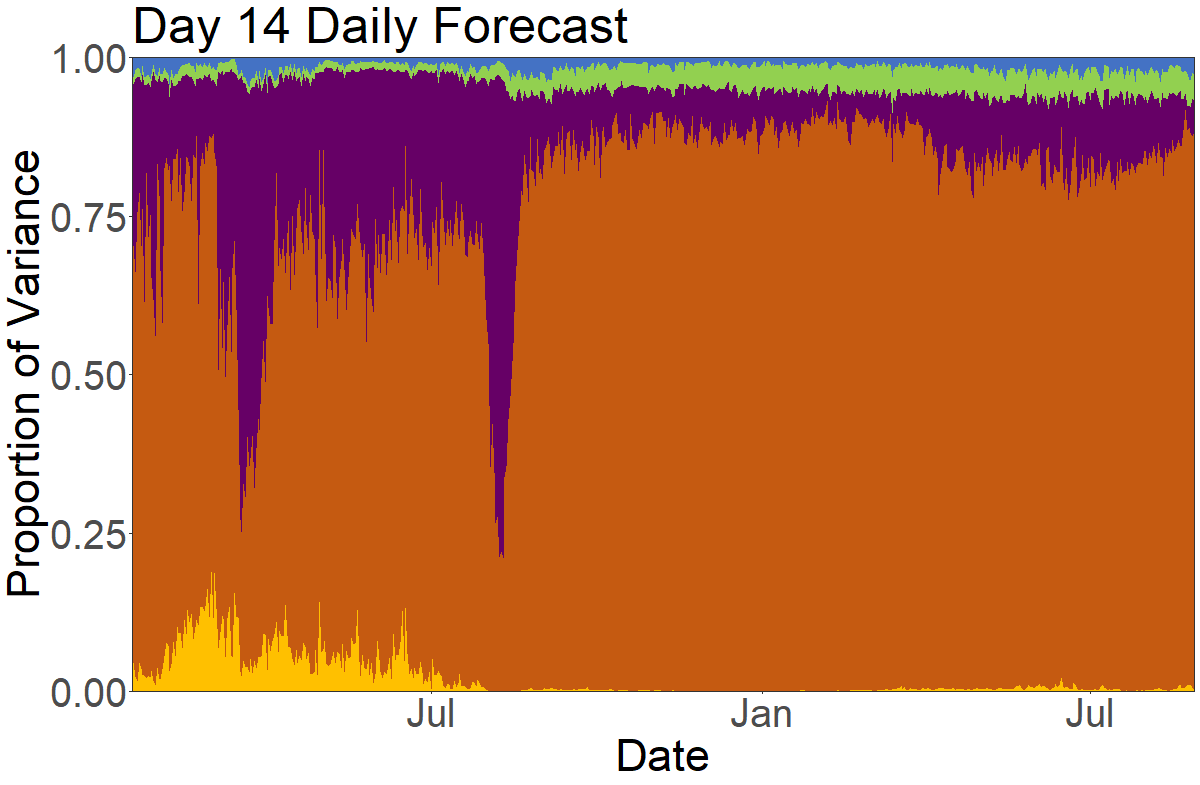 Day 14 Daily Forecast
Proportion of Variance
1.00
0.75
0.50
0.25
0.00
Jul
Jan
Jul
Date